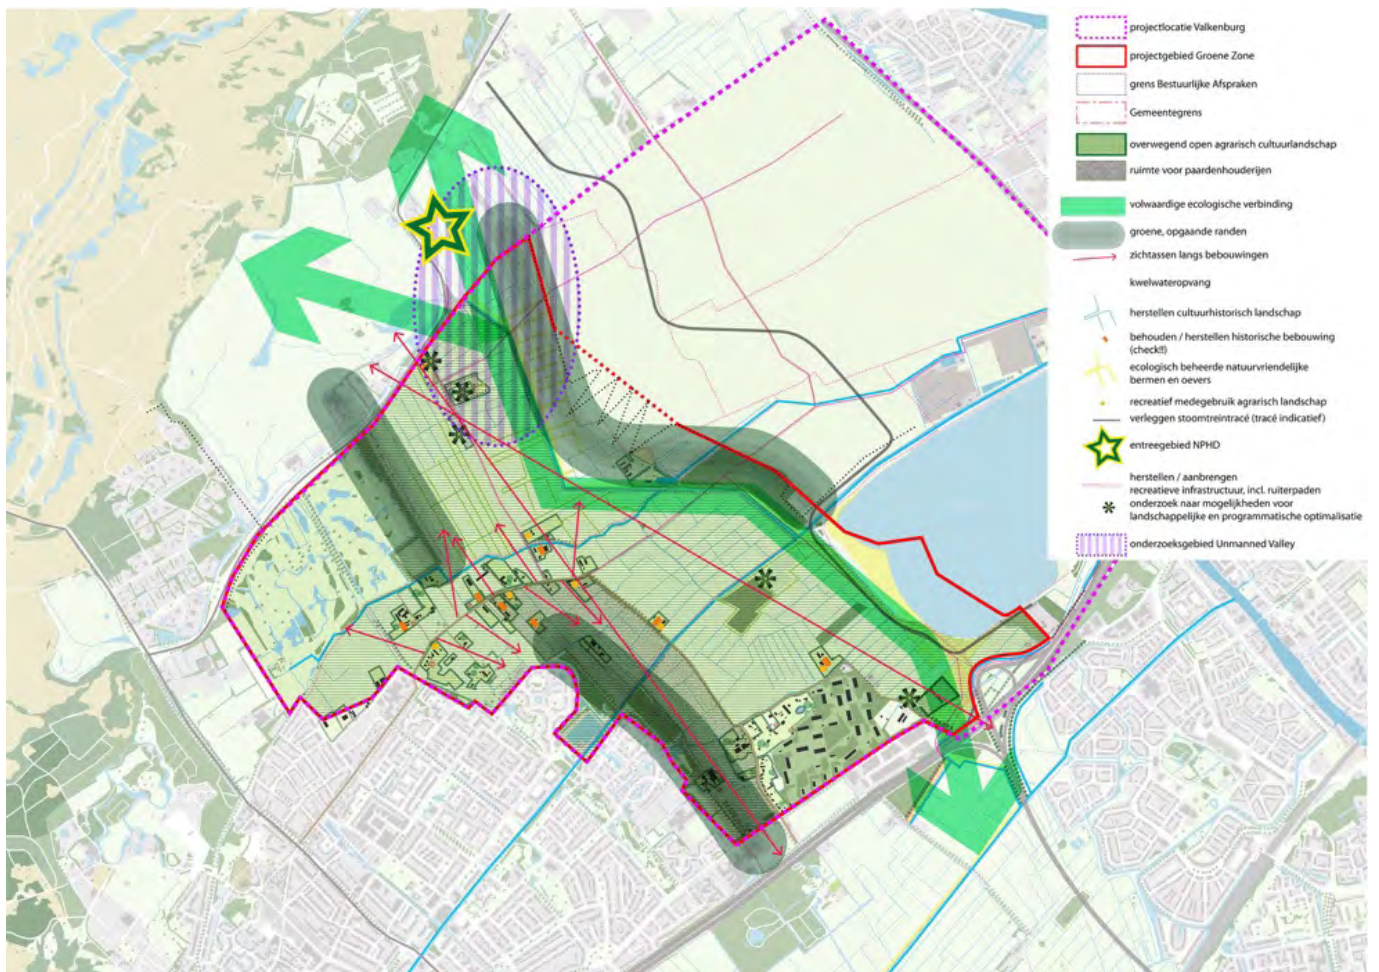 projectlocatie Valkenburg
projectgebied Groene Zone
grens Bestuurlijke Afspraken
Gemeentegrens
overwegend open agrarisch cultuurlandschap
ruimte voor paardenhouderijen
volwaardige ecologische verbinding
groene, opgaande randen
zichtassen langs bebouwingen
kwelwateropvang
herstellen cultuurhistorisch landschap
behouden / herstellen historische bebouwing
(check!!)
ecologisch beheerde natuurvriendelijke
bermen en oevers
recreatief medegebruik agrarisch landschap
verleggen stoomtreintracé (tracé indicatief)
entreegebied NPHD
herstellen / aanbrengen
recreatieve infrastructuur, incl. ruiterpaden
onderzoek naar mogelijkheden voor
landschappelijke en programmatische optimalisatie
onderzoeksgebied Unmanned Valley